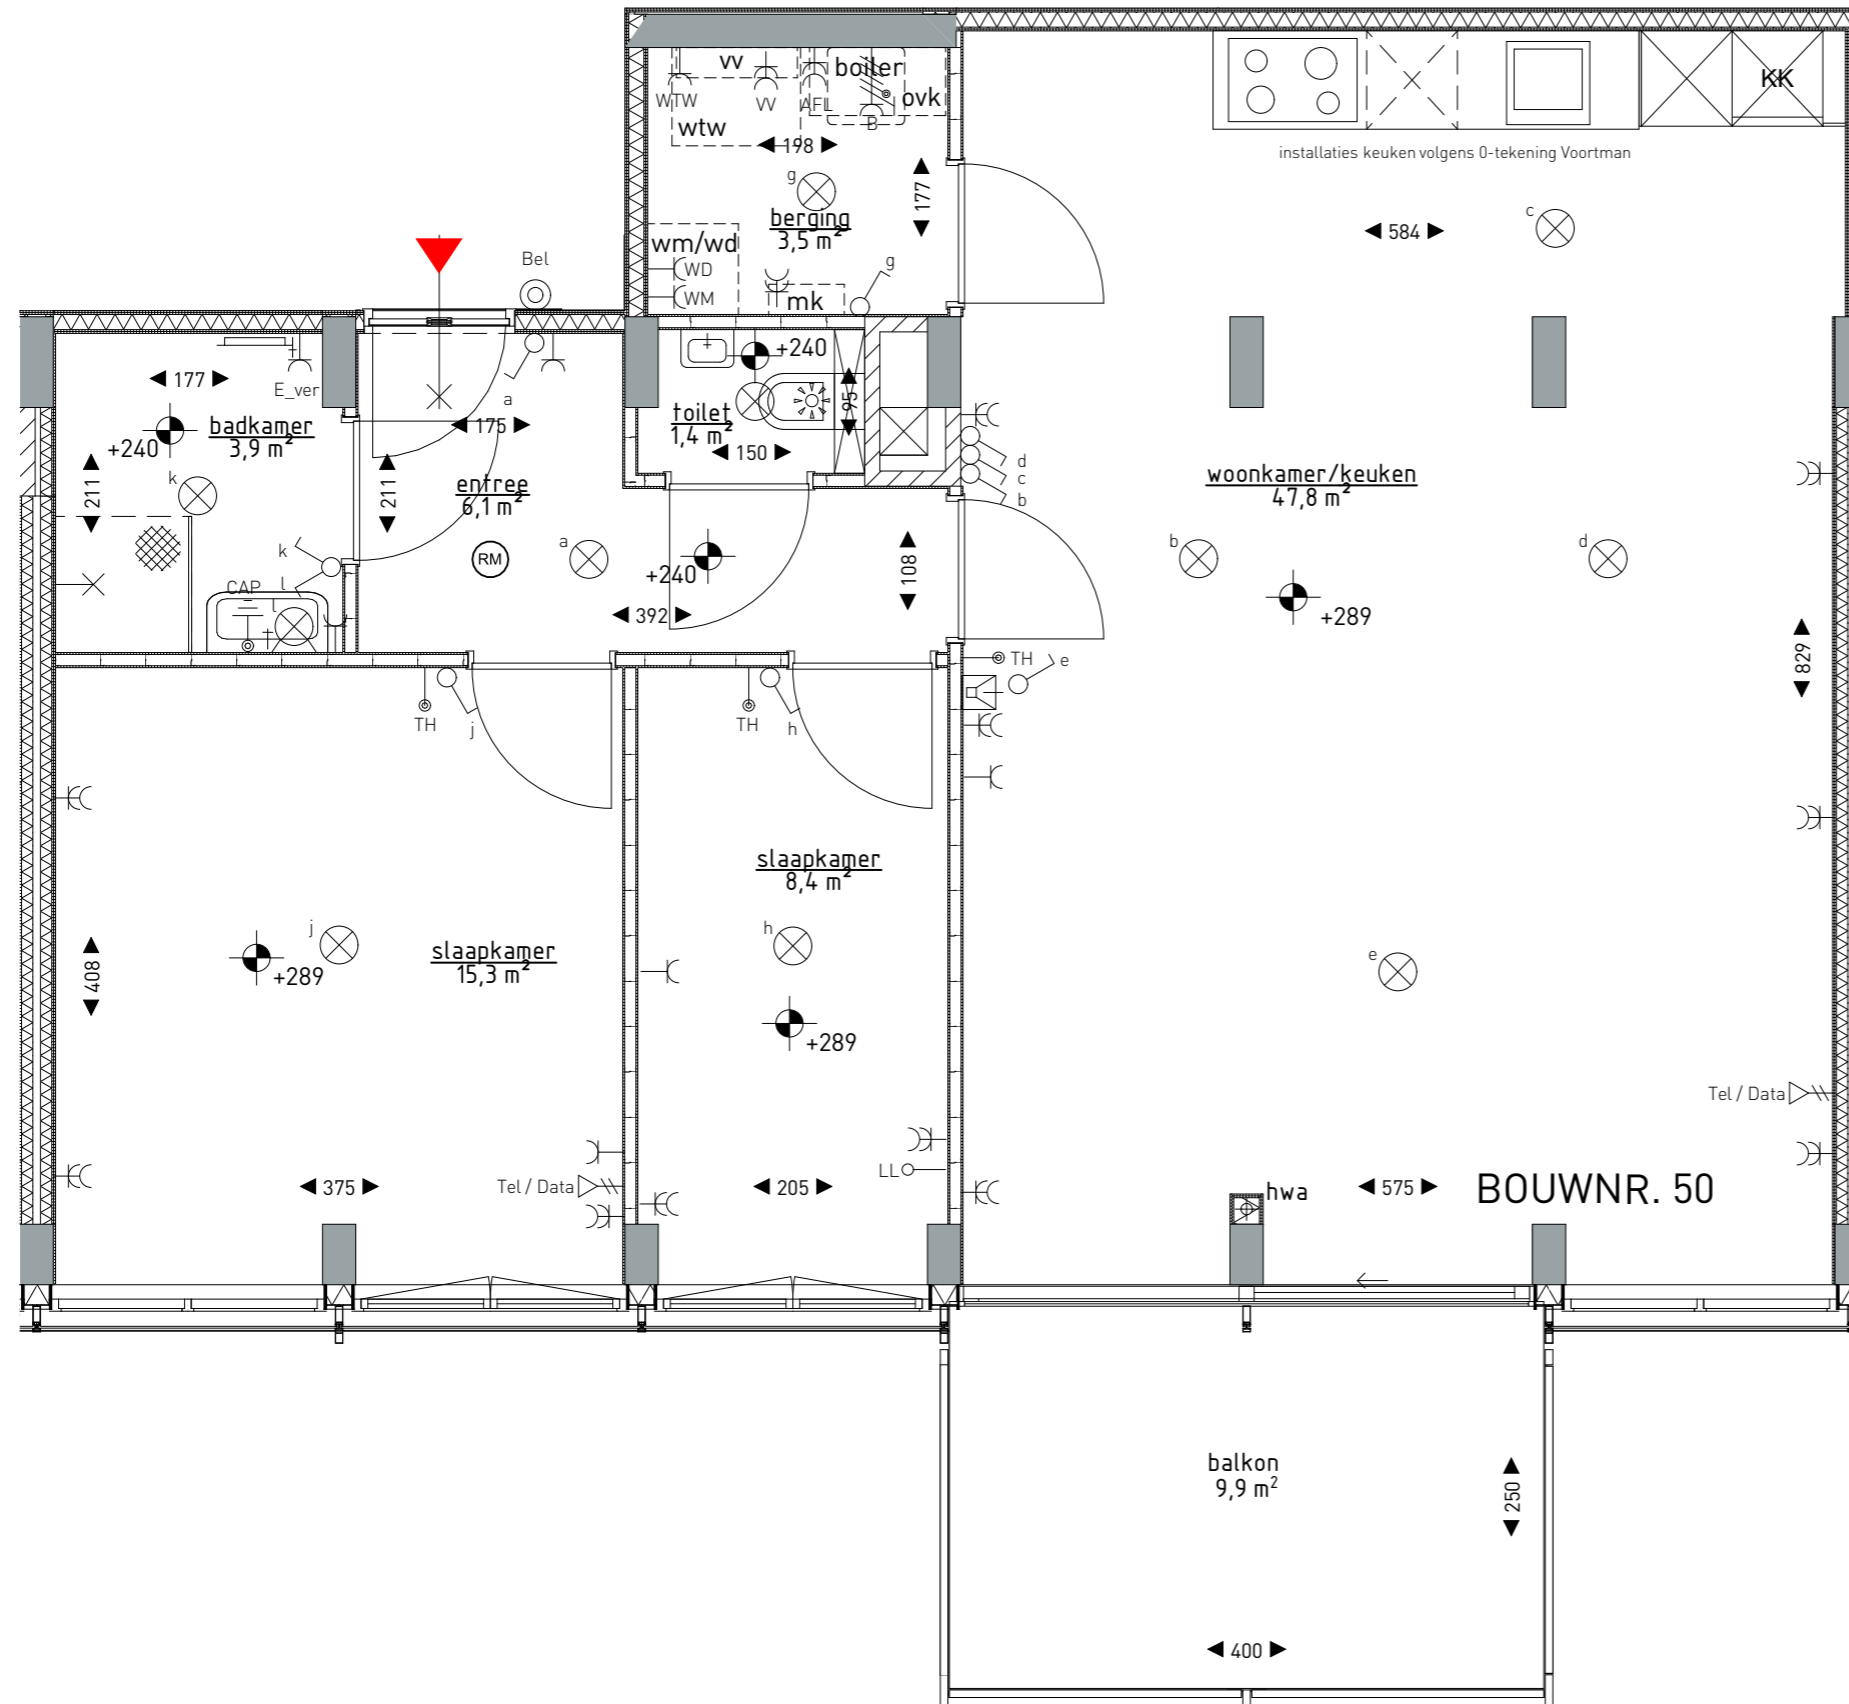 vv
boiler
KK
WTW
VV
AFL
ovk
B
wtw
198
installaties keuken volgens 0-tekening Voortman
g
177
c
berging
3,5 m²
584
wm/wd
Bel
g
WD
WM
mk
+240
177
E_ver
a
95
toilet
1,4 m²
badkamer
3,9 m²
175
+240
150
d
c
b
woonkamer/keuken
47,8 m²
211
k
211
entree
6,1 m²
k
RM
a
b
d
+240
108
CAP
l
l
392
+289
829
TH
e
TH
j
TH
h
slaapkamer
8,4 m²
j
h
slaapkamer
15,3 m²
e
408
+289
+289
Tel / Data
LL
375
Tel / Data
205
hwa
575
BOUWNR. 50
balkon
9,9 m²
250
400